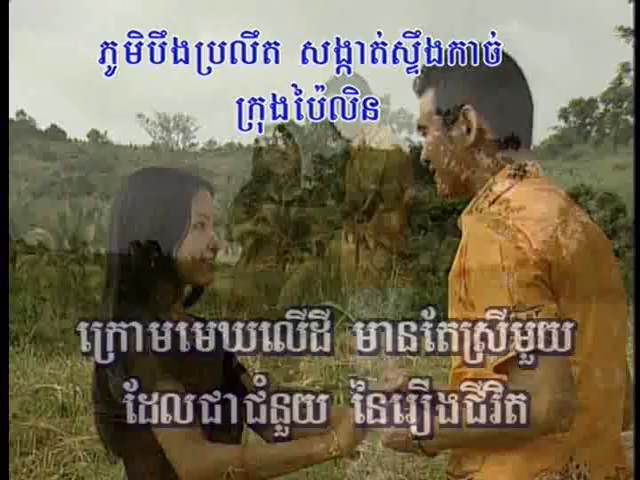 ភូមិបឹងប្រលឹត សង្កាត់ស្ទឹងកាច់
ក្រុងប៉ៃលិន
ក្រោមមេឃលើដី មានតែស្រីមួយ
ដែលជាជំនួយ នៃរឿងជីវិត